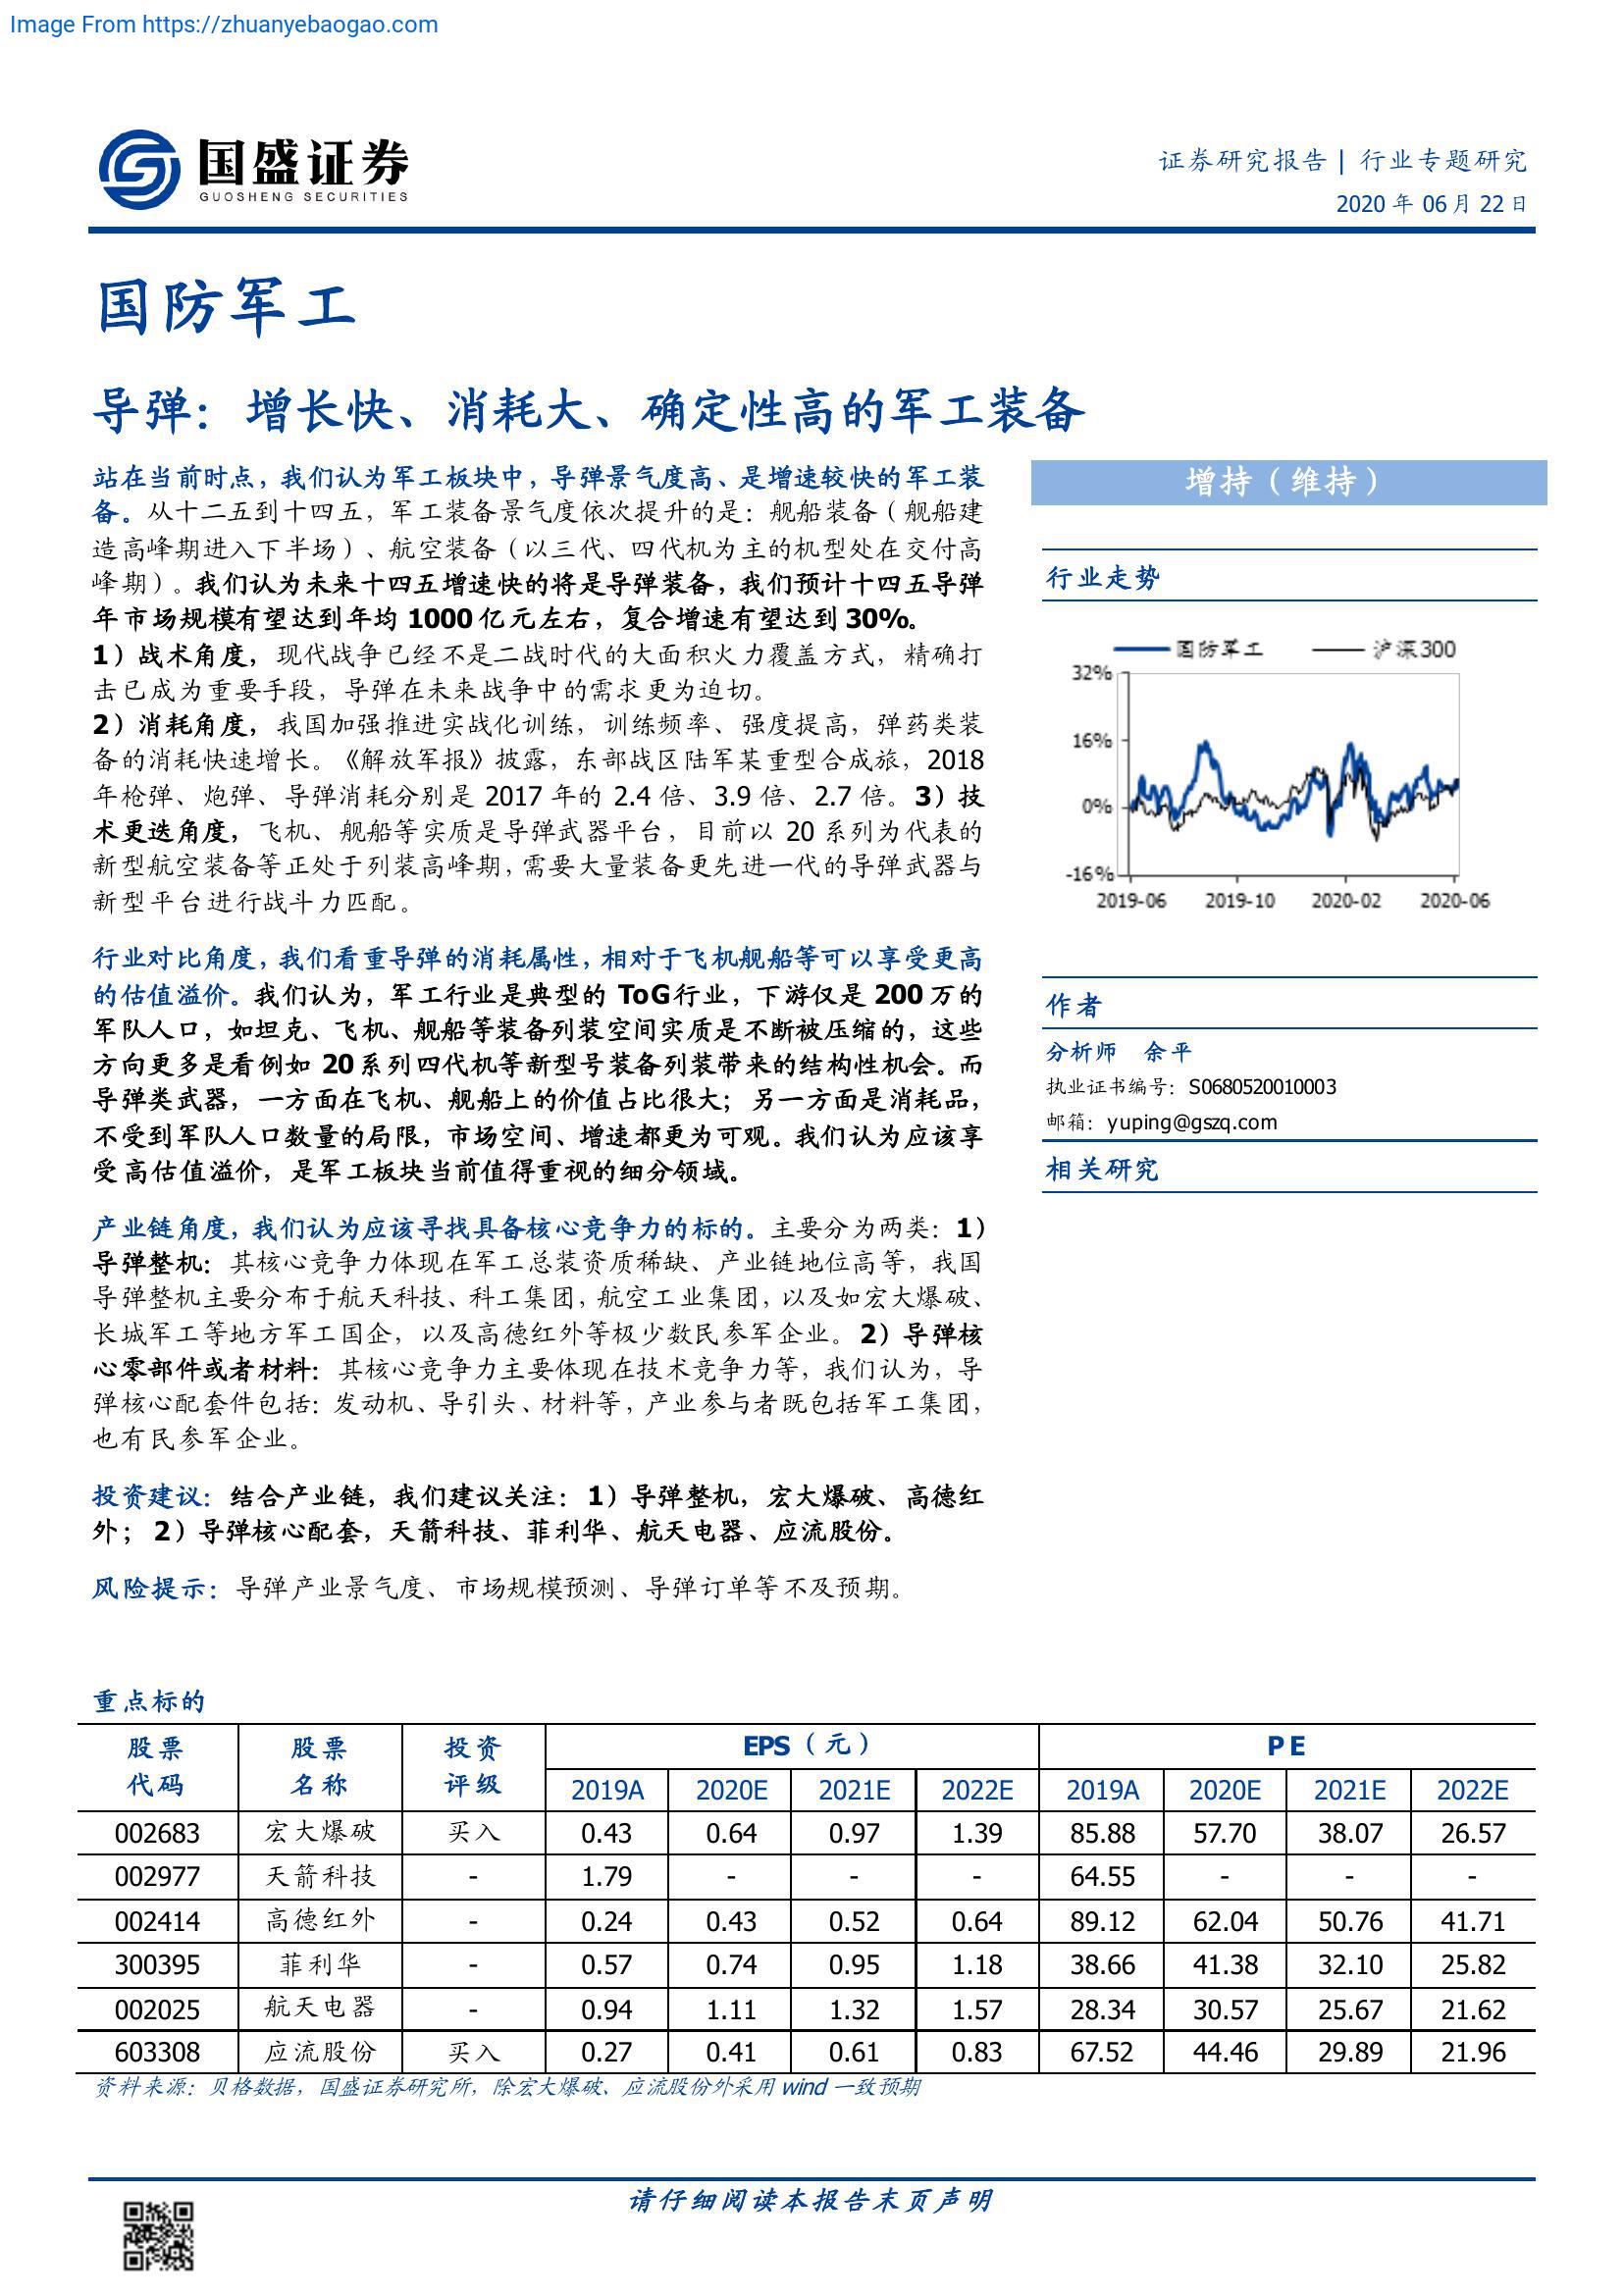 Image From https://zhuanyebaogao.com
国盛证券
GUOSHENG SECURITIES
证券研究报告 | 行业专题研究
2020 年 06 月 22 日
国防军工
导弹：增长快、消耗大、确定性高的军工装备
站在当前时点，我们认为军工板块中，导弹景气度高、是增速较快的军工装
备。从十二五到十四五，军工装备景气度依次提升的是：舰船装备（舰船建
造高峰期进入下半场）、航空装备（以三代、四代机为主的机型处在交付高
峰期）。我们认为未来十四五增速快的将是导弹装备，我们预计十四五导弹
年市场规模有望达到年均 1000 亿元左右，复合增速有望达到 30%。
1）战术角度，现代战争已经不是二战时代的大面积火力覆盖方式，精确打
击已成为重要手段，导弹在未来战争中的需求更为迫切。
2）消耗角度，我国加强推进实战化训练，训练频率、强度提高，弹药类装
备的消耗快速增长。《解放军报》披露，东部战区陆军某重型合成旅，2018
年枪弹、炮弹、导弹消耗分别是 2017 年的 2.4 倍、3.9 倍、2.7 倍。3）技
术更迭角度，飞机、舰船等实质是导弹武器平台，目前以 20 系列为代表的
新型航空装备等正处于列装高峰期，需要大量装备更先进一代的导弹武器与
新型平台进行战斗力匹配。
行业对比角度，我们看重导弹的消耗属性，相对于飞机舰船等可以享受更高
的估值溢价。我们认为，军工行业是典型的 ToG 行业，下游仅是 200 万的
军队人口，如坦克、飞机、舰船等装备列装空间实质是不断被压缩的，这些
方向更多是看例如 20 系列四代机等新型号装备列装带来的结构性机会。而
导弹类武器，一方面在飞机、舰船上的价值占比很大；另一方面是消耗品，
不受到军队人口数量的局限，市场空间、增速都更为可观。我们认为应该享
受高估值溢价，是军工板块当前值得重视的细分领域。
产业链角度，我们认为应该寻找具备核心竞争力的标的。主要分为两类：1）
导弹整机：其核心竞争力体现在军工总装资质稀缺、产业链地位高等，我国
导弹整机主要分布于航天科技、科工集团，航空工业集团，以及如宏大爆破、
长城军工等地方军工国企，以及高德红外等极少数民参军企业。2）导弹核
心零部件或者材料：其核心竞争力主要体现在技术竞争力等，我们认为，导
弹核心配套件包括：发动机、导引头、材料等，产业参与者既包括军工集团，
也有民参军企业。
投资建议：结合产业链，我们建议关注：1）导弹整机，宏大爆破、高德红
外；2）导弹核心配套，天箭科技、菲利华、航天电器、应流股份。
风险提示：导弹产业景气度、市场规模预测、导弹订单等不及预期。
增持（维持）
行业走势
国防军工 沪深300
32%
16%
0%
-16%
2019-06 2019-10 2020-02 2020-06
作者
分析师 余平
执业证书编号：S0680520010003
邮箱：yuping@gszq.com
相关研究
重点标的
股票 股票 投资 EPS（元） PE
代码 名称 评级 2019A 2020E 2021E 2022E 2019A 2020E 2021E 2022E
002683 宏大爆破 买入 0.43 0.64 0.97 1.39 85.88 57.70 38.07 26.57
002977 天箭科技 - 1.79 - - - 64.55 - - -
002414 高德红外 - 0.24 0.43 0.52 0.64 89.12 62.04 50.76 41.71
300395 菲利华 - 0.57 0.74 0.95 1.18 38.66 41.38 32.10 25.82
002025 航天电器 - 0.94 1.11 1.32 1.57 28.34 30.57 25.67 21.62
603308 应流股份 买入 0.27 0.41 0.61 0.83 67.52 44.46 29.89 21.96
资料来源：贝格数据，国盛证券研究所，除宏大爆破、应流股份外采用 wind 一致预期
请仔细阅读本报告末页声明